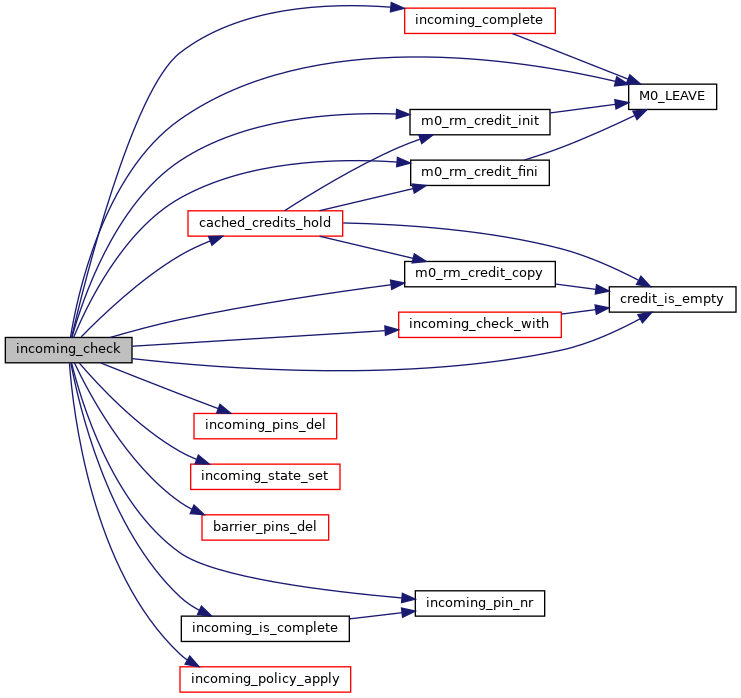 incoming_complete
M0_LEAVE
m0_rm_credit_init
m0_rm_credit_fini
cached_credits_hold
m0_rm_credit_copy
credit_is_empty
incoming_check_with
incoming_check
incoming_pins_del
incoming_state_set
barrier_pins_del
incoming_pin_nr
incoming_is_complete
incoming_policy_apply